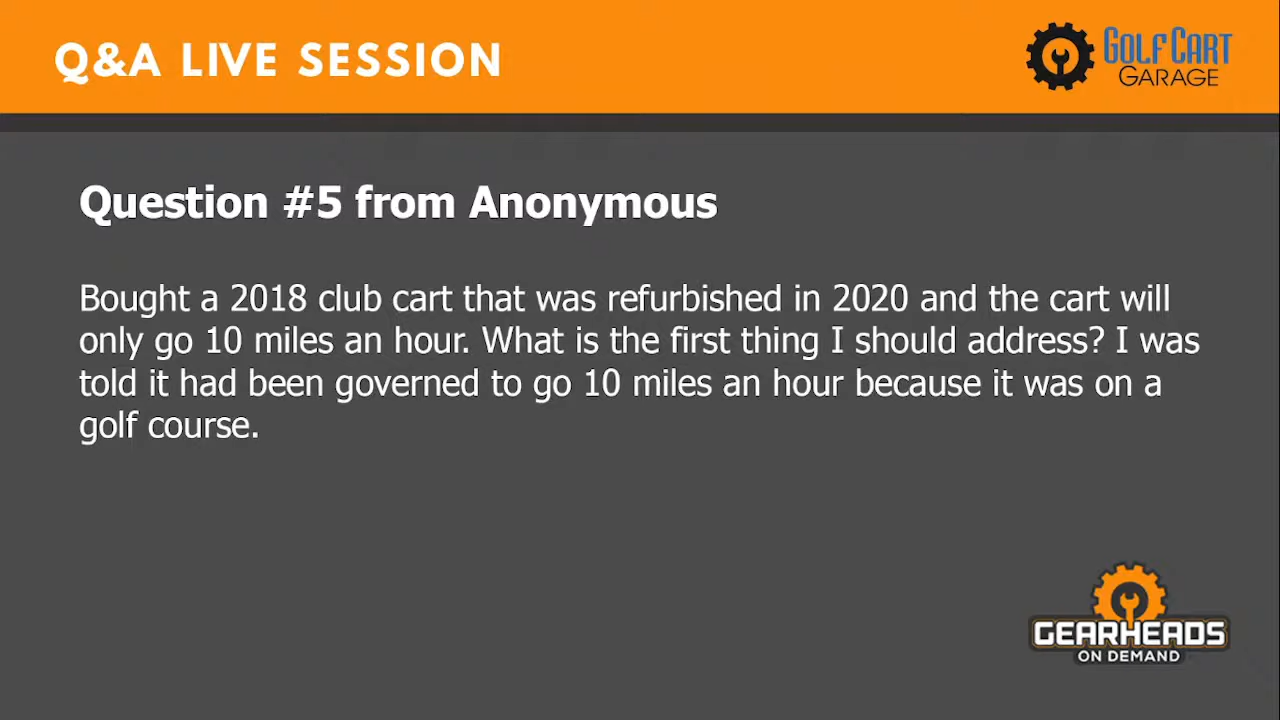 Q&A LIVE SESSION
GOLF CART
GARAGE
Question #5 from Anonymous
Bought a 2018 club cart that was refurbished in 2020 and the cart will
only go 10 miles an hour. What is the first thing I should address? I was
told it had been governed to go 10 miles an hour because it was on a
golf course.
GEARHEADS
ON DEMAND